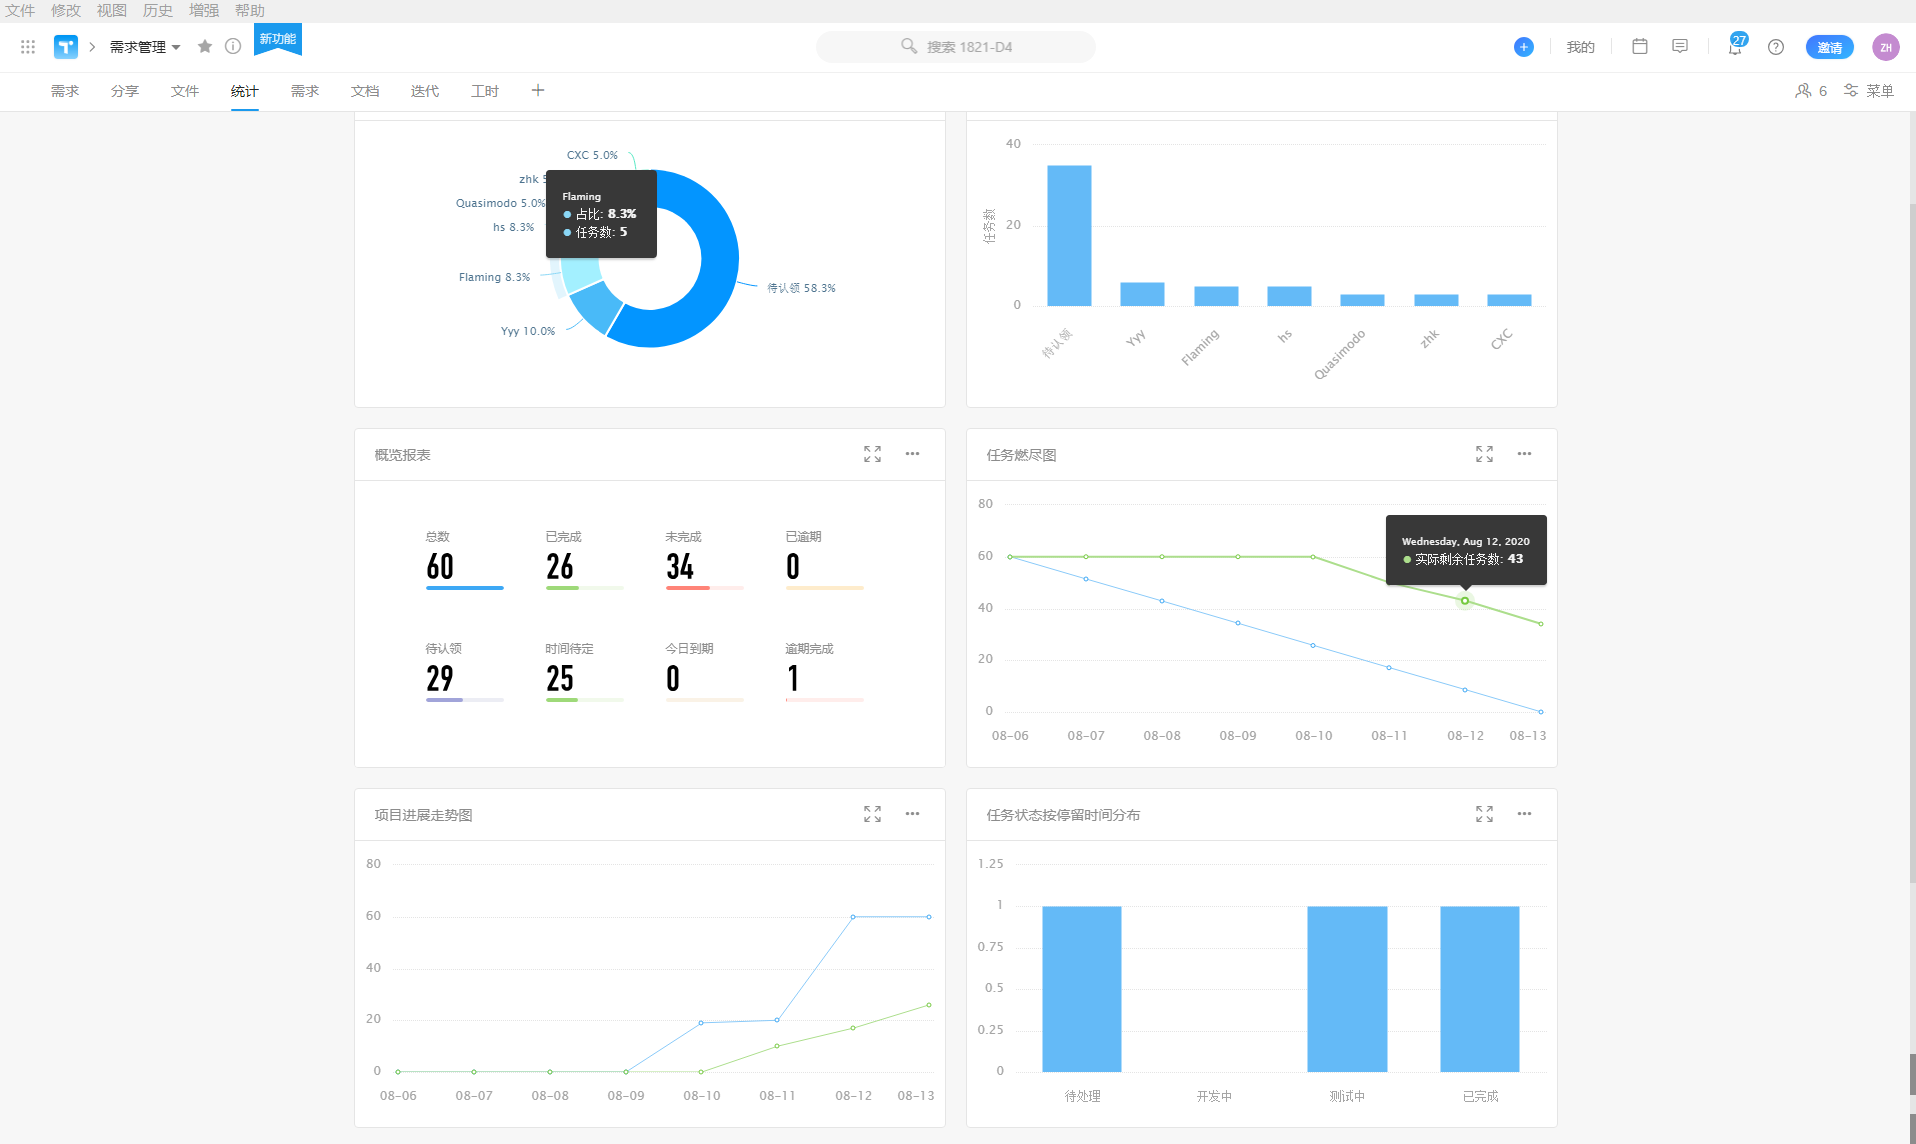 文件 修改 视图 历史 增强 帮助
需求管理 新功能 搜索 1821-D4 我的 27 邀请 ZH
需求 分享 文件 统计 需求 文档 迭代 工时 6 菜单
CXC 5.0%
zhk
Quasimodo 5.0%
hs 8.3%
Flaming 8.3%
Yyy 10.0%
待认领 58.3%
Flaming
占比: 8.3%
任务数: 5
任务数
40
20
0
待认领 Yyy Flaming hs Quasimodo zhk CXC
概览报表
总数 已完成 未完成 已逾期
60 26 34 0
待认领 时间待定 今日到期 逾期完成
29 25 0 1
任务燃尽图
80
60
40
20
0
Wednesday, Aug 12, 2020
实际剩余任务数: 43
08-06 08-07 08-08 08-09 08-10 08-11 08-12 08-13
项目进展走势图
80
60
40
20
0
08-06 08-07 08-08 08-09 08-10 08-11 08-12 08-13
任务状态按停留时间分布
1.25
1
0.75
0.5
0.25
0
待处理 开发中 测试中 已完成